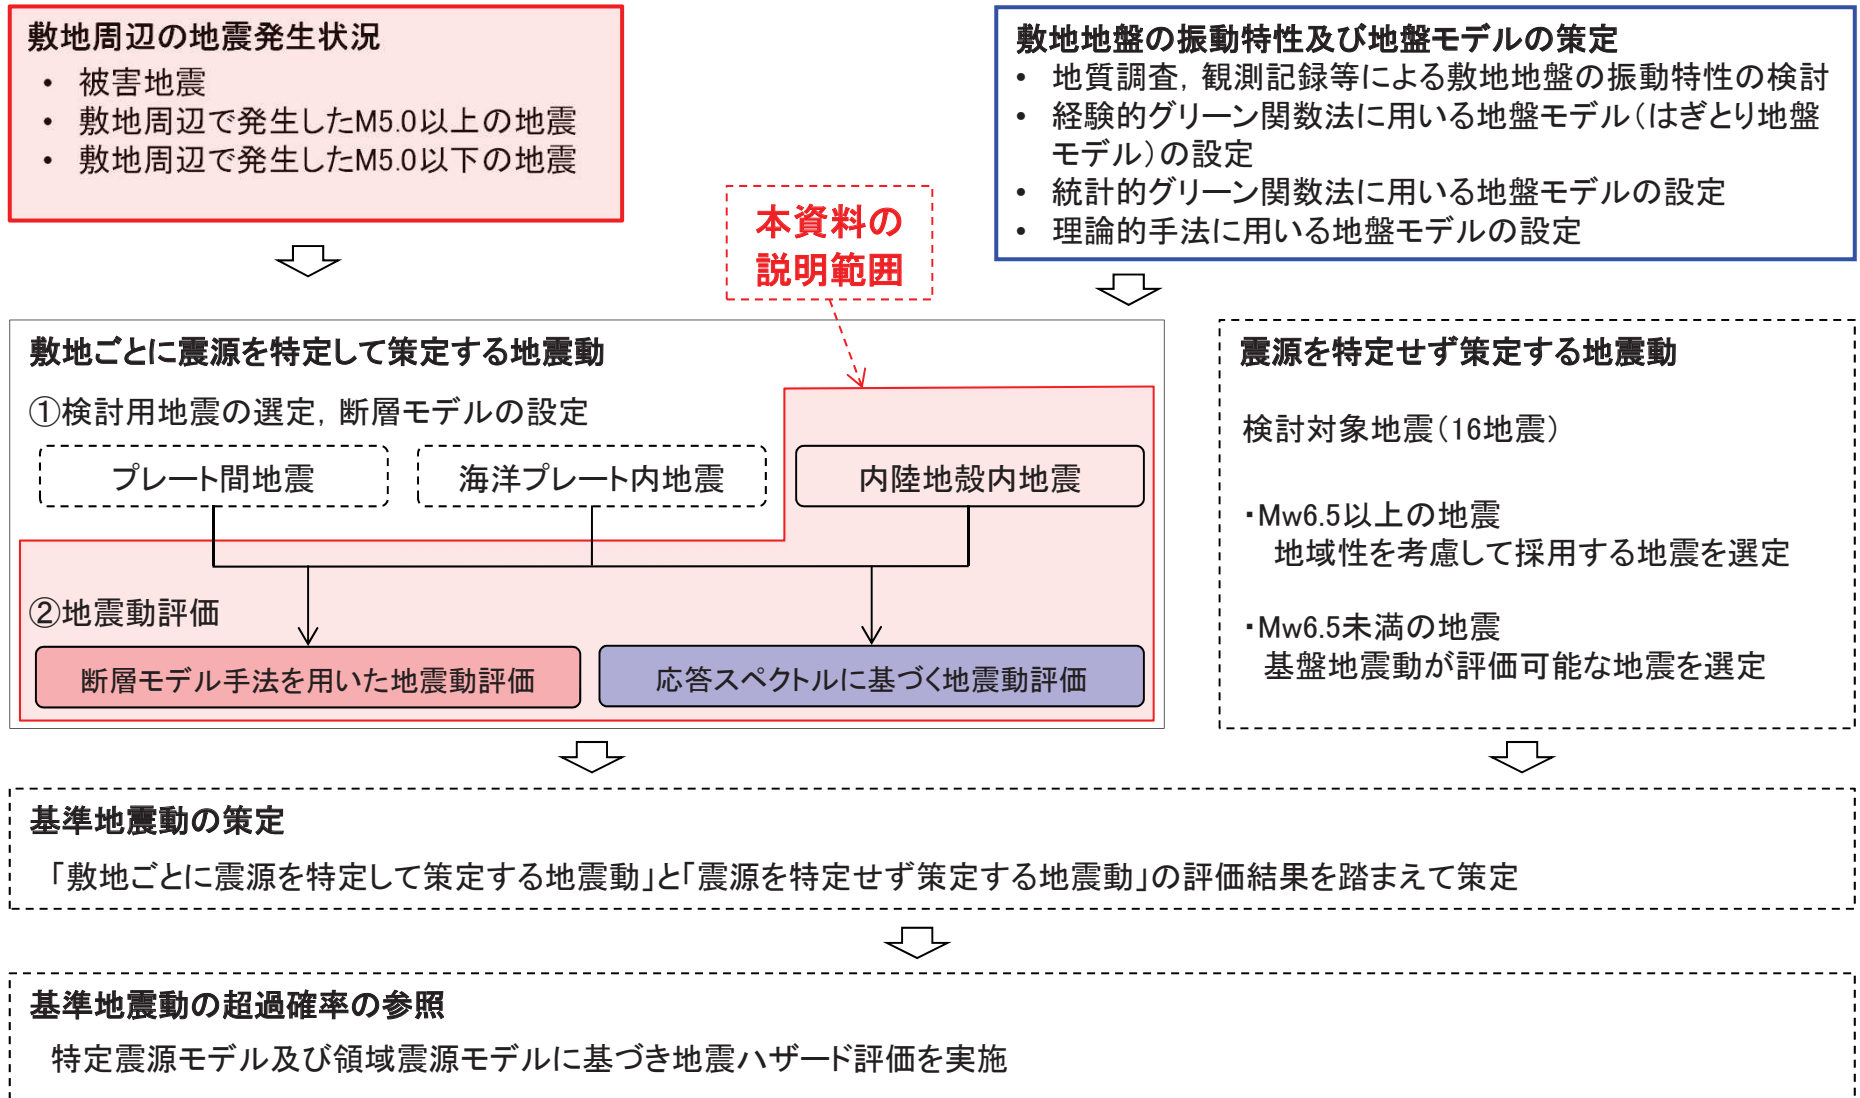 敷地周辺の地震発生状況
• 被害地震
• 敷地周辺で発生したM5.0以上の地震
• 敷地周辺で発生したM5.0以下の地震
敷地地盤の振動特性及び地盤モデルの策定
• 地質調査，観測記録等による敷地地盤の振動特性の検討
• 経験的グリーン関数法に用いる地盤モデル（はぎとり地盤
モデル）の設定
• 統計的グリーン関数法に用いる地盤モデルの設定
• 理論的手法に用いる地盤モデルの設定
本資料の
説明範囲
敷地ごとに震源を特定して策定する地震動
①検討用地震の選定，断層モデルの設定
プレート間地震
海洋プレート内地震
内陸地殻内地震
②地震動評価
断層モデル手法を用いた地震動評価
応答スペクトルに基づく地震動評価
震源を特定せず策定する地震動
検討対象地震（16地震）
・Mw6.5以上の地震
地域性を考慮して採用する地震を選定
・Mw6.5未満の地震
基盤地震動が評価可能な地震を選定
基準地震動の策定
「敷地ごとに震源を特定して策定する地震動」と「震源を特定せず策定する地震動」の評価結果を踏まえて策定
基準地震動の超過確率の参照
特定震源モデル及び領域震源モデルに基づき地震ハザード評価を実施